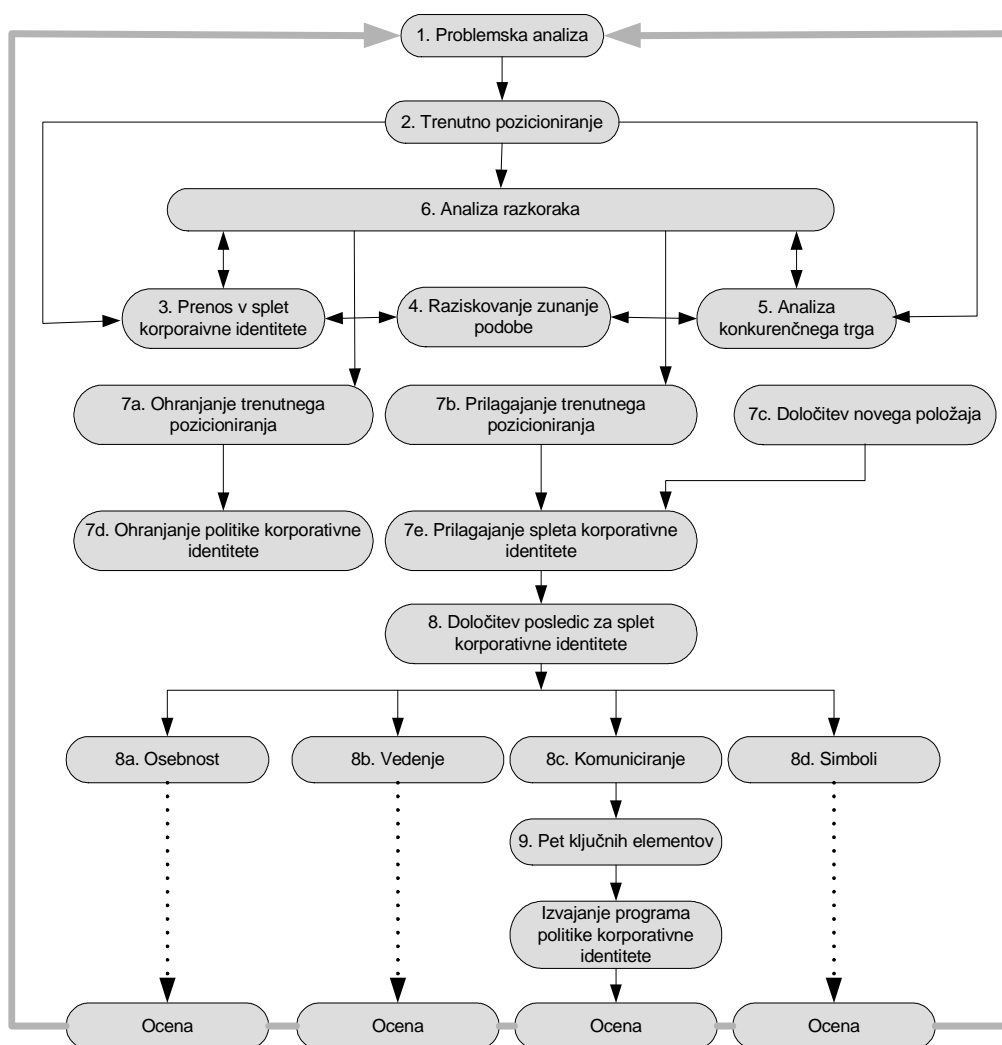 1. Problemska analiza
2. Trenutno pozicioniranje
6. Analiza razkoraka
3. Prenos v splet
korporaivne identitete
4. Raziskovanje zunanje
podobe
5. Analiza
konkurenčnega trga
7a. Ohranjanje trenutnega
pozicioniranja
7b. Prilagajanje trenutnega
pozicioniranja
7c. Določitev novega položaja
7d. Ohranjanje politike korporativne
identitete
7e. Prilagajanje spleta korporativne
identitete
8. Določitev posledic za splet
korporativne identitete
8a. Osebnost
8b. Vedenje
8c. Komuniciranje
8d. Simboli
9. Pet ključnih elementov
Izvajanje programa
politike korporativne
identitete
Ocena
Ocena
Ocena
Ocena